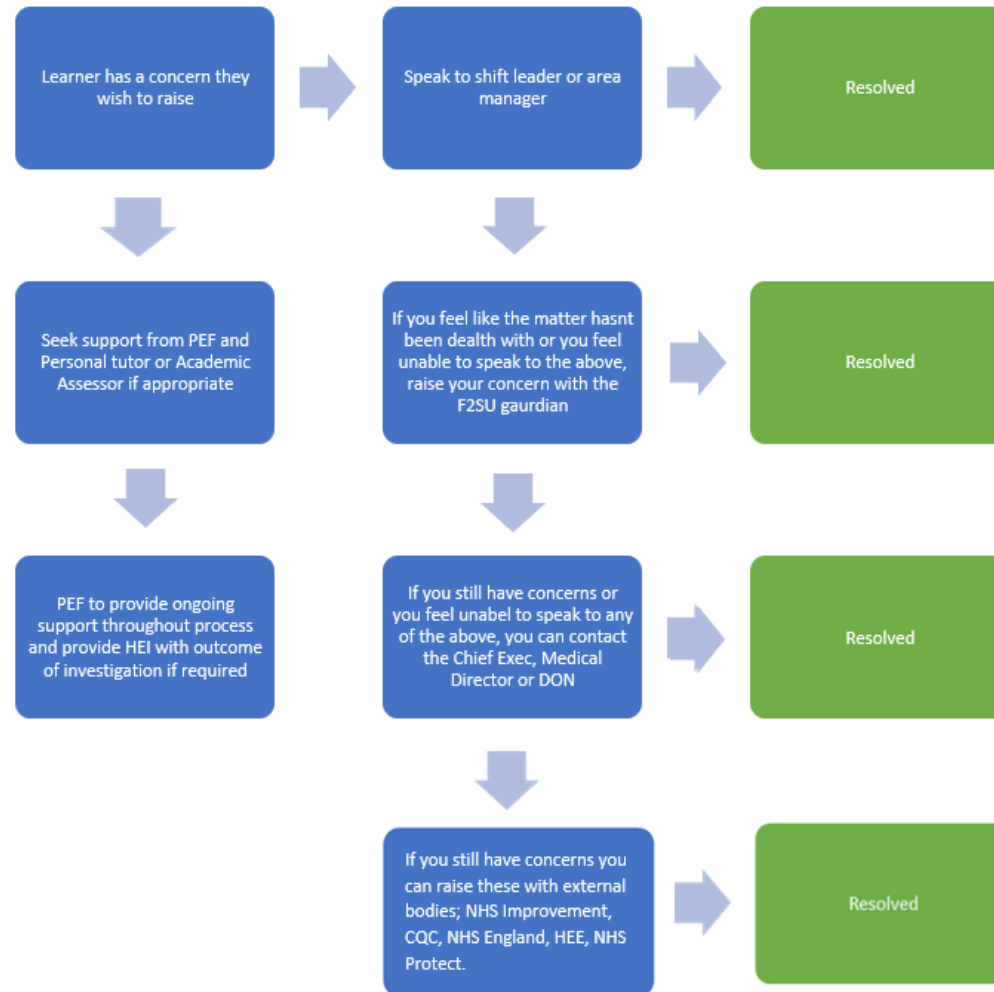 Learner has a concern they
wish to raise
Speak to shift leader or area
manager
Resolved
Seek support from PEF and
Personal tutor or Academic
Assessor if appropriate
If you feel like the matter hasnt
been dealth with or you feel
unable to speak to the above,
raise your concern with the
F2SU gaurdian
Resolved
PEF to provide ongoing
support throughout process
and provide HEI with outcome
of investigation if required
If you still have concerns or
you feel unabel to speak to any
of the above, you can contact
the Chief Exec, Medical
Director or DON
Resolved
If you still have concerns you
can raise these with external
bodies; NHS Improvement,
CQC, NHS England, HEE, NHS
Protect.
Resolved